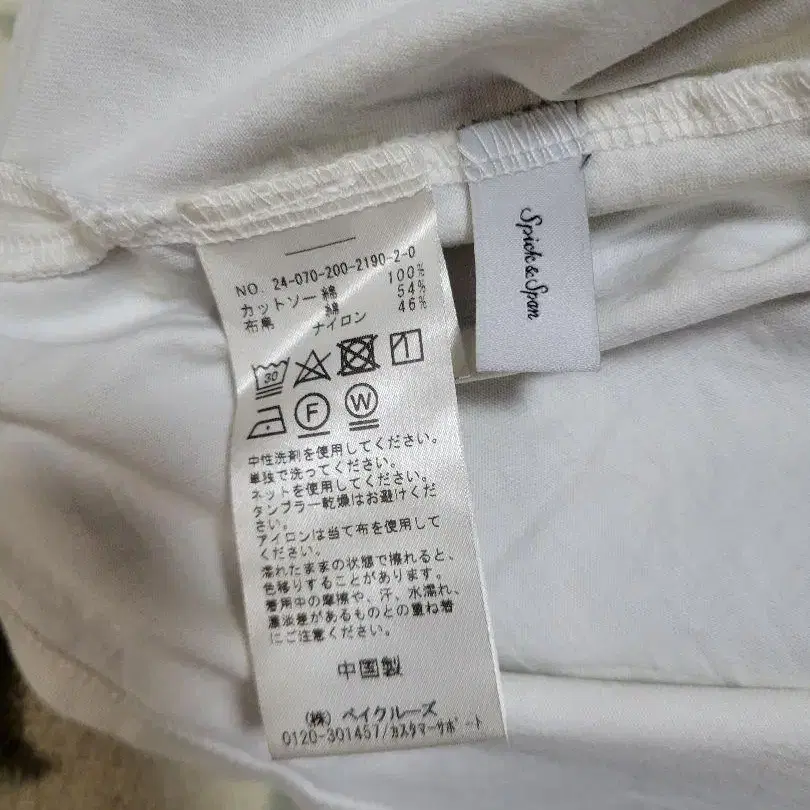 NO. 24-070-200-2190-2-0
カットソー 綿 100%
布帛 綿 54%
ナイロン 46%
30
F W
中性洗剤を使用してください。
単独で洗ってください。
ネットを使用してください。
タンブラー乾燥はお避けくだ
さい。
アイロンは当て布を使用して
ください。
濡れたままの状態で擦れると、
色移りすることがあります。
着用中の摩擦や、汗、水濡れ、
濃淡差があるものとの重ね着
にご注意ください。
中国製
(株) ベイクルーズ
0120-301457/カスタマーサポート
Spick & Span